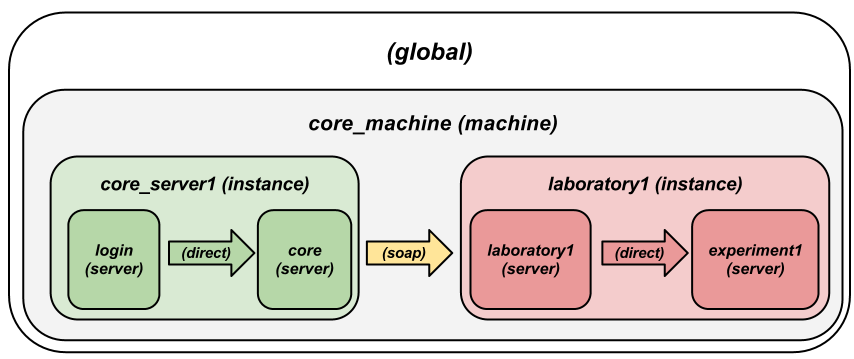 (global)
core_machine (machine)
core_server1 (instance)
laboratory1 (instance)
login
(server)
(direct)
core
(server)
(soap)
laboratory1
(server)
(direct)
experiment1
(server)